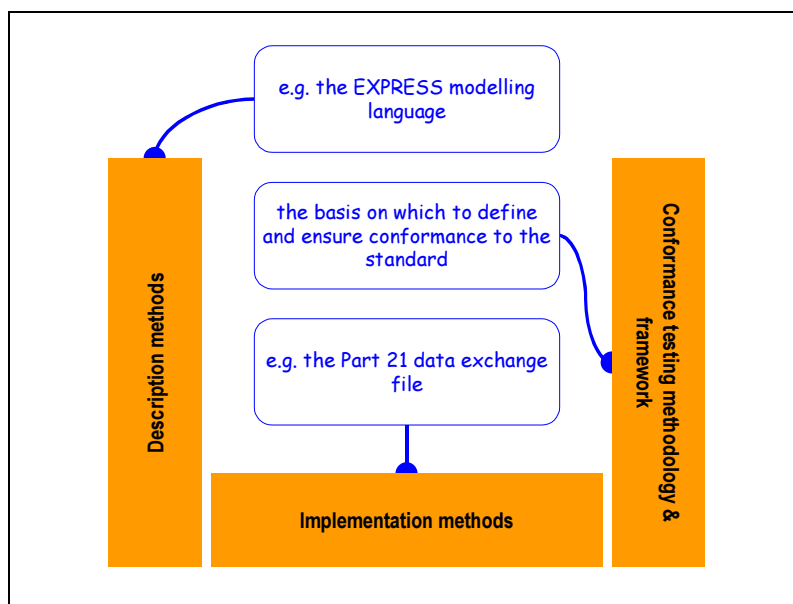 e.g. the EXPRESS modelling
language
the basis on which to define
and ensure conformance to the
standard
e.g. the Part 21 data exchange
file
Description methods
Implementation methods
Conformance testing methodology &
framework